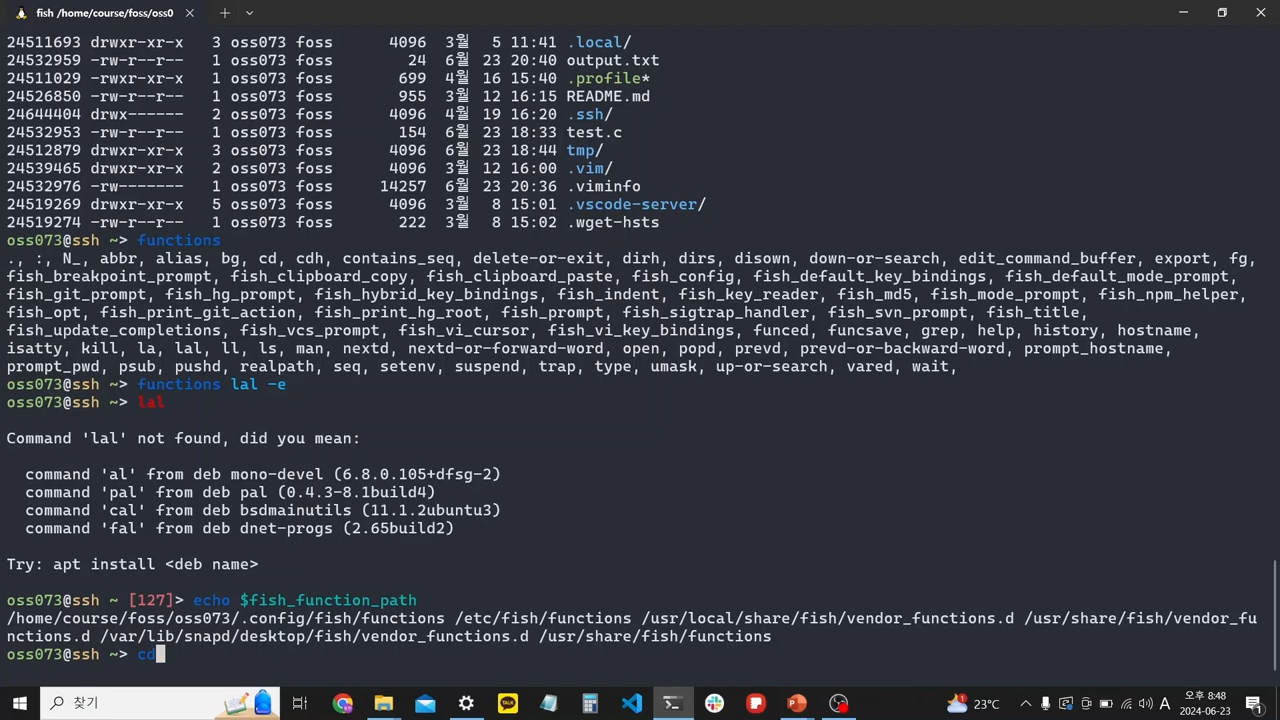 fish /home/course/foss/oss0
24511693 drwxr-xr-x  3 oss073 foss     4096  3월   5 11:41 .local/
24532959 -rw-r--r--  1 oss073 foss       24  6월  23 20:40 output.txt
24511029 -rwxr-xr-x  1 oss073 foss      699  4월  16 15:40 .profile*
24526850 -rw-r--r--  1 oss073 foss      955  3월  12 16:15 README.md
24644404 drwx------  2 oss073 foss     4096  4월  19 16:20 .ssh/
24532953 -rw-r--r--  1 oss073 foss      154  6월  23 18:33 test.c
24512879 drwxr-xr-x  3 oss073 foss     4096  6월  23 18:44 tmp/
24539465 drwxr-xr-x  2 oss073 foss     4096  3월  12 16:00 .vim/
24532976 -rw-------  1 oss073 foss    14257  6월  23 20:36 .viminfo
24519269 drwxr-xr-x  5 oss073 foss     4096  3월   8 15:01 .vscode-server/
24519274 -rw-r--r--  1 oss073 foss      222  3월   8 15:02 .wget-hsts
oss073@ssh ~> functions
., :, N_, abbr, alias, bg, cd, cdh, contains_seq, delete-or-exit, dirh, dirs, disown, down-or-search, edit_command_buffer, export, fg,
fish_breakpoint_prompt, fish_clipboard_copy, fish_clipboard_paste, fish_config, fish_default_key_bindings, fish_default_mode_prompt,
fish_git_prompt, fish_hg_prompt, fish_hybrid_key_bindings, fish_indent, fish_key_reader, fish_md5, fish_mode_prompt, fish_npm_helper,
fish_opt, fish_print_git_action, fish_print_hg_root, fish_prompt, fish_sigtrap_handler, fish_svn_prompt, fish_title,
fish_update_completions, fish_vcs_prompt, fish_vi_cursor, fish_vi_key_bindings, funced, funcsave, grep, help, history, hostname,
isatty, kill, la, lal, ll, ls, man, nextd, nextd-or-forward-word, open, popd, prevd, prevd-or-backward-word, prompt_hostname,
prompt_pwd, psub, pushd, realpath, seq, setenv, suspend, trap, type, umask, up-or-search, vared, wait,
oss073@ssh ~> functions lal -e
oss073@ssh ~> lal
Command 'lal' not found, did you mean:
command 'al' from deb mono-devel (6.8.0.105+dfsg-2)
command 'pal' from deb pal (0.4.3-8.1build4)
command 'cal' from deb bsdmainutils (11.1.2ubuntu3)
command 'fal' from deb dnet-progs (2.65build2)
Try: apt install <deb name>
oss073@ssh ~ [127]> echo $fish_function_path
/home/course/foss/oss073/.config/fish/functions /etc/fish/functions /usr/local/share/fish/vendor_functions.d /usr/share/fish/vendor_fu
nctions.d /var/lib/snapd/desktop/fish/vendor_functions.d /usr/share/fish/functions
oss073@ssh ~> cd
찾기
TALK
23°C
A
오후 8:48
2024-06-23
1